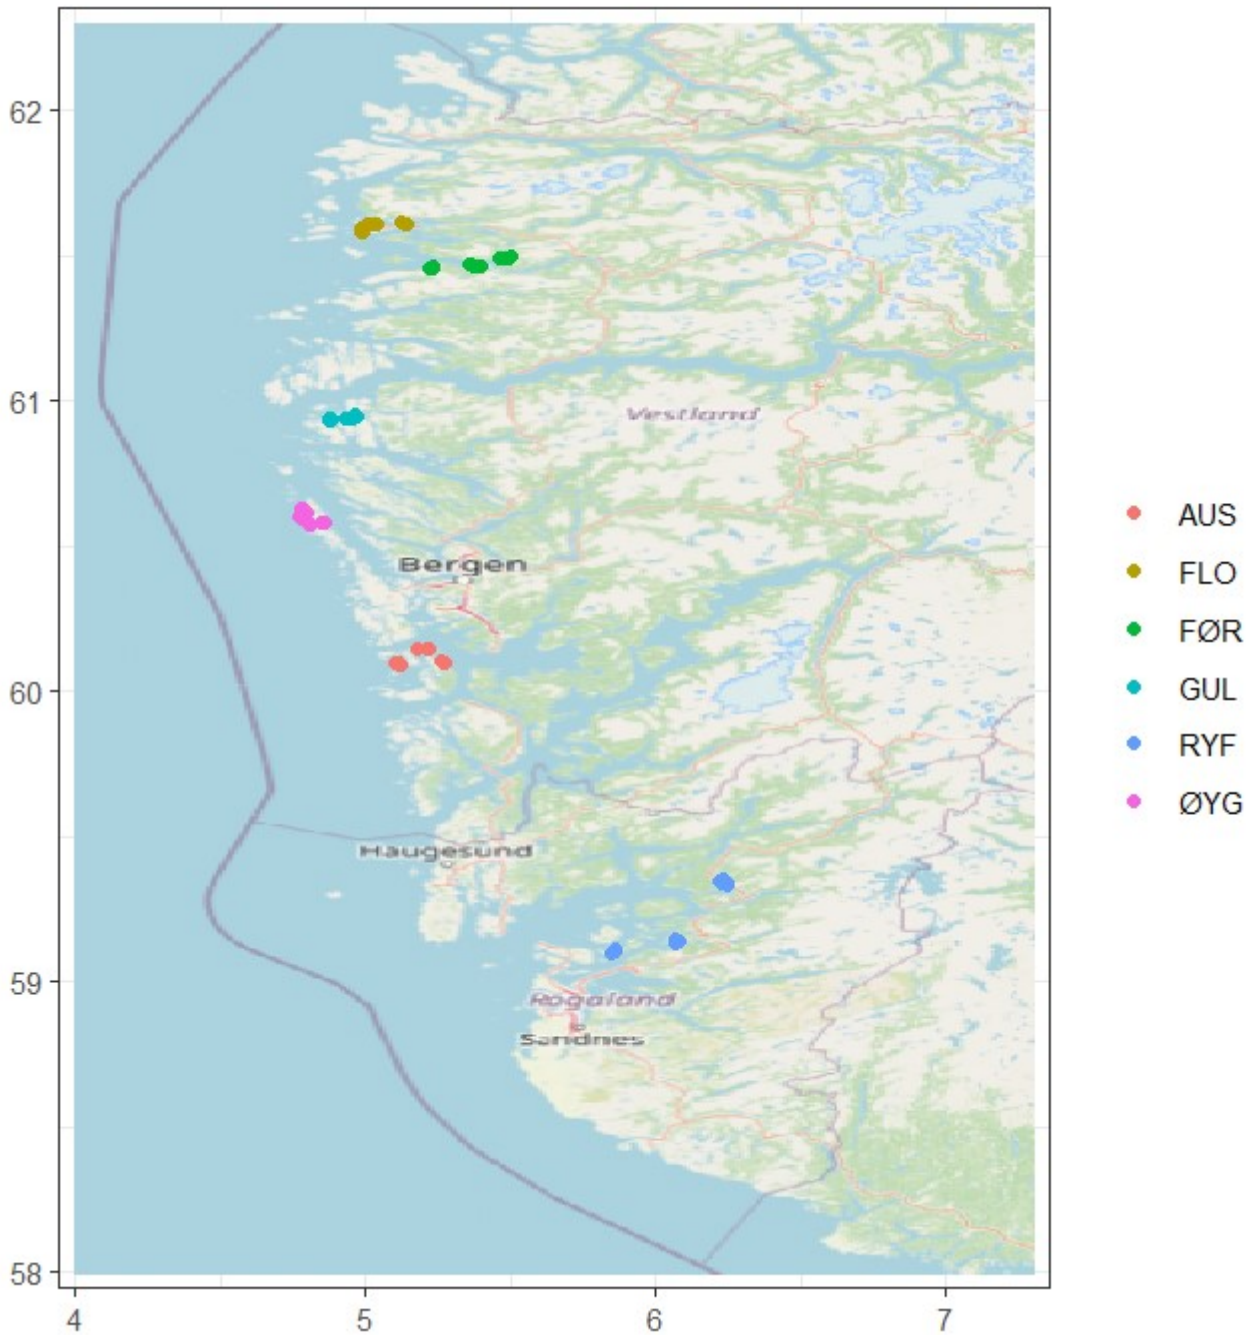 62
61
Vestland
Bergen
60
Haugesund
59
Rogaland
Sandnes
58
4
5
6
7
AUS
FLO
FØR
GUL
RYF
ØYG